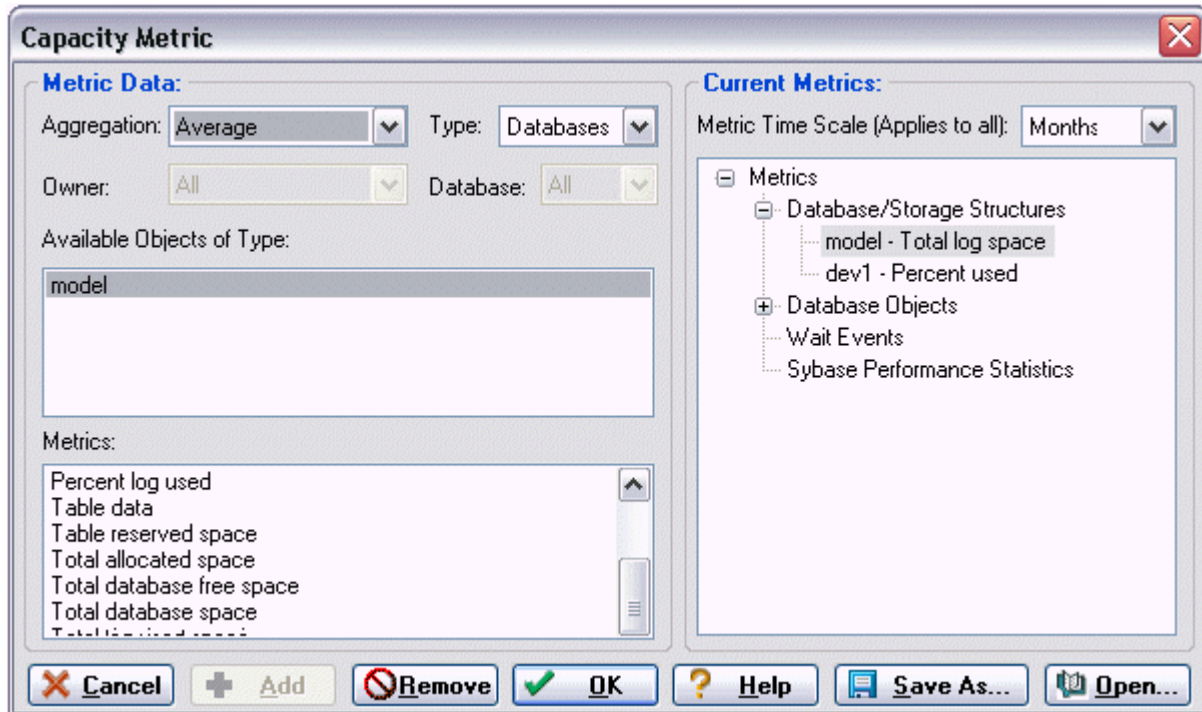 Capacity Metric
Metric Data:
Aggregation: Average Type: Databases
Owner: All Database: All
Available Objects of Type:
model
Metrics:
Percent log used
Table data
Table reserved space
Total allocated space
Total database free space
Total database space
Current Metrics:
Metric Time Scale (Applies to all): Months
Metrics
Database/Storage Structures
model - Total log space
dev1 - Percent used
Database Objects
Wait Events
Sybase Performance Statistics
Cancel Add Remove OK Help Save As... Open...